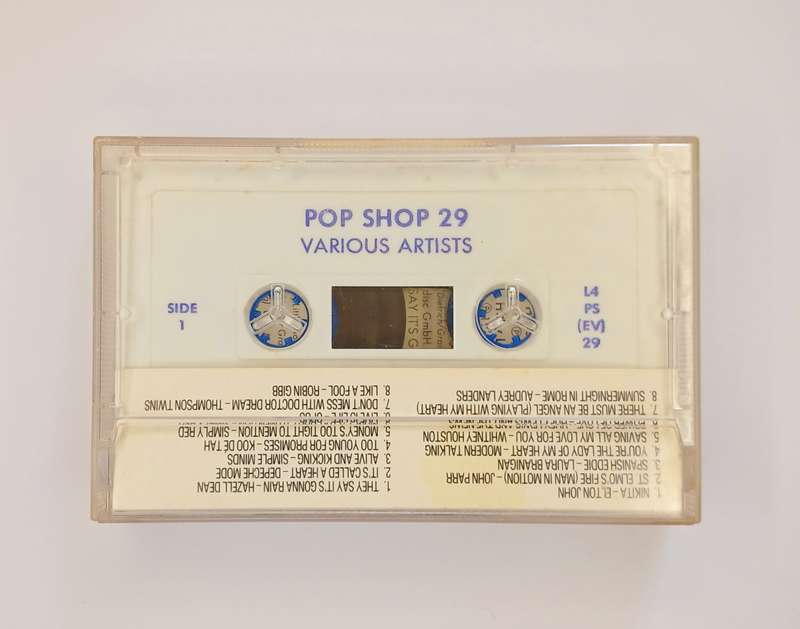 POP SHOP 29
VARIOUS ARTISTS
SIDE
1
L4
PS
(EV)
29
disc GmbH.
SAY IT'S G
1. NIKITA – ELTON JOHN
2. ST. ELMO'S FIRE (MAN IN MOTION) – JOHN PARR
3. SPANISH EDDIE – LAURA BRANIGAN
4. YOU'RE THE LADY OF MY HEART – MODERN TALKING
5. SAVING ALL MY LOVE FOR YOU – WHITNEY HOUSTON
7. THERE MUST BE AN ANGEL (PLAYING WITH MY HEART)
8. SUMMERNIGHT IN ROME – AUDREY LANDERS
1. THEY SAY IT'S GONNA RAIN – HAZELL DEAN
2. IT'S CALLED A HEART – DEPECHE MODE
3. ALIVE AND KICKING – SIMPLE MINDS
4. TOO YOUNG FOR PROMISES – KOO DE TAH
5. MONEY'S TOO TIGHT TO MENTION – SIMPLY RED
7. DON'T MESS WITH DOCTOR DREAM – THOMPSON TWINS
8. LIKE A FOOL – ROBIN GIBB